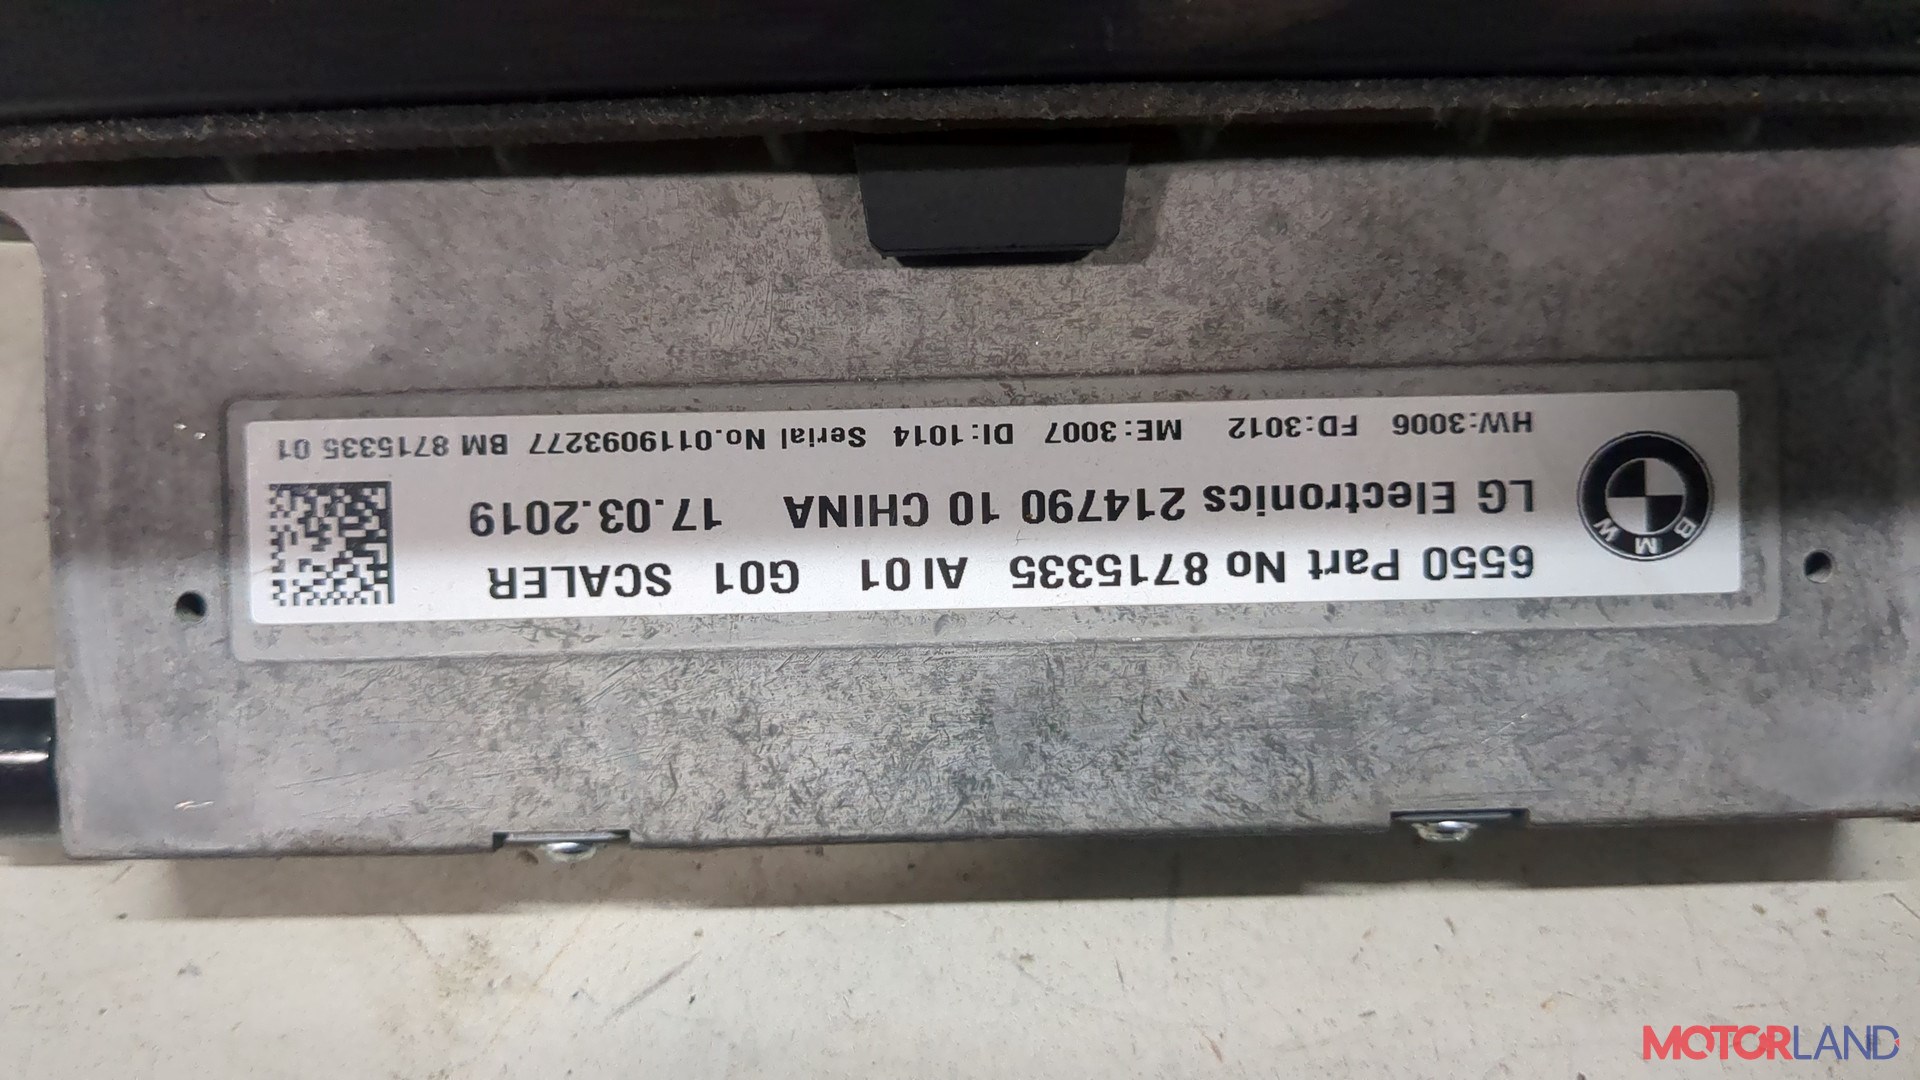 6550 Part No 8715335 AI 01 G01 SCALER
LG Electronics 214790 10 CHINA 17.03.2019
HW:3006 FD:3012 ME:3007 DI:1014 Serial No.0119093277 BM 8715335 01
BMW
MOTORLAND